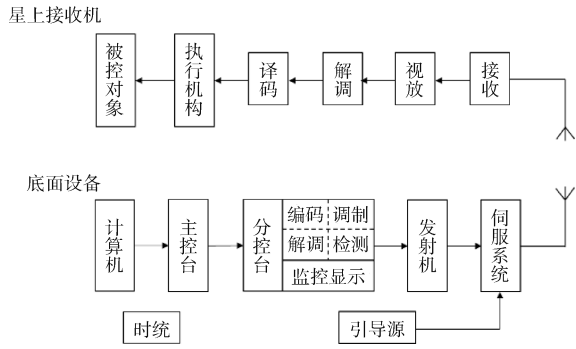 星上接收机
被控对象
执行机构
译码
解调
视放
接收
底面设备
计算机
主控台
分控台
编码 调制
解调 检测
监控显示
发射机
伺服系统
时统
引导源